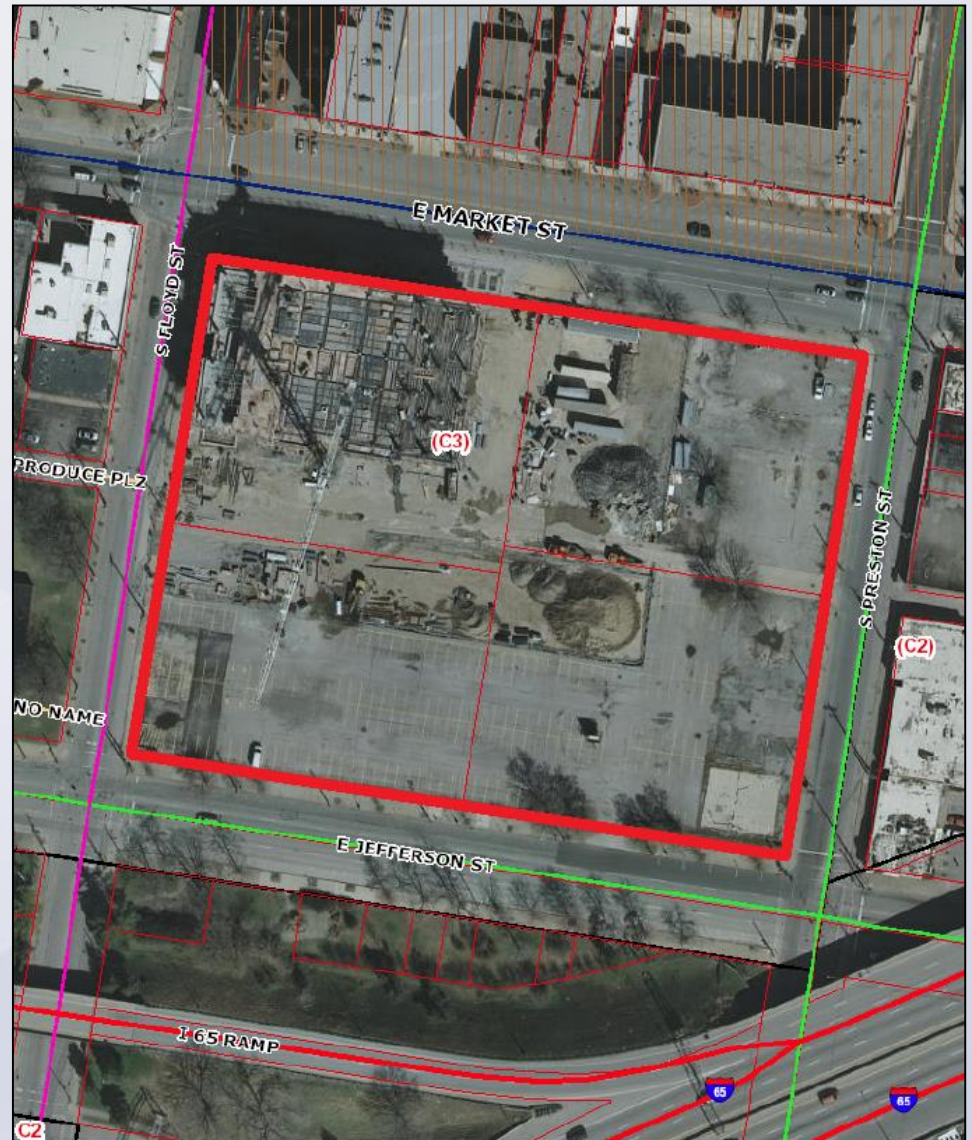 E MARKET ST
S FLOYD ST
(C3)
PRODUCE PLZ
S PRESTON ST
(C2)
NO NAME
E JEFFERSON ST
I 65 RAMP
65
65
C2